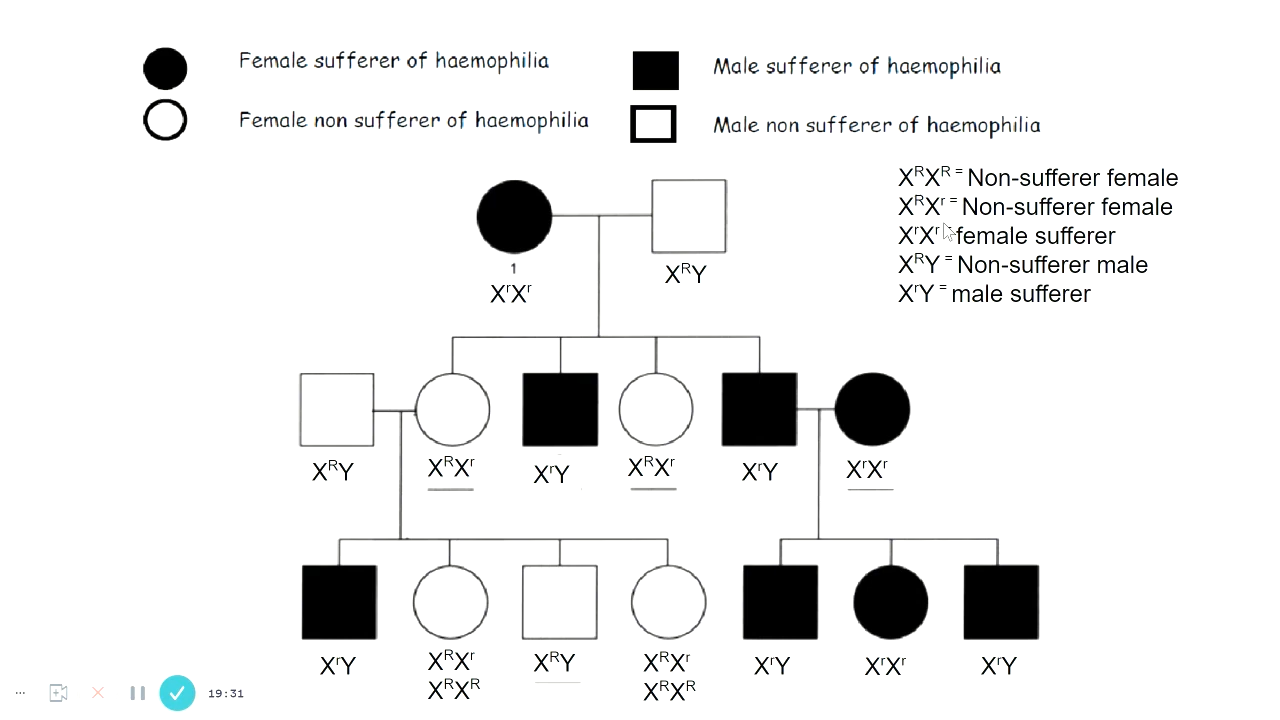 Female sufferer of haemophilia
Male sufferer of haemophilia
Female non sufferer of haemophilia
Male non sufferer of haemophilia
XᴿXᴿ = Non-sufferer female
XᴿXʳ = Non-sufferer female
XʳXʳ female sufferer
XᴿY = Non-sufferer male
XʳY = male sufferer
1
XʳXʳ
XᴿY
XᴿY
XᴿXʳ
XʳY
XᴿXʳ
XʳY
XʳXʳ
XʳY
XᴿXʳ
XᴿXᴿ
XᴿY
XᴿXʳ
XᴿXᴿ
XʳY
XʳXʳ
XʳY
19:31